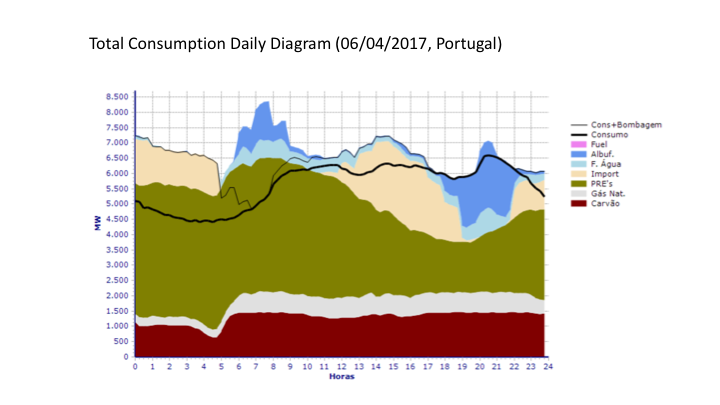 Total Consumption Daily Diagram (06/04/2017, Portugal)
8.500
8.000
7.500
7.000
6.500
6.000
5.500
5.000
4.500
4.000
3.500
3.000
2.500
2.000
1.500
1.000
500
0
MW
0 1 2 3 4 5 6 7 8 9 10 11 12 13 14 15 16 17 18 19 20 21 22 23 24
Horas
Cons+Bombagem
Consumo
Fuel
Albuf.
F. Água
Import
PRE's
Gás Nat.
Carvão